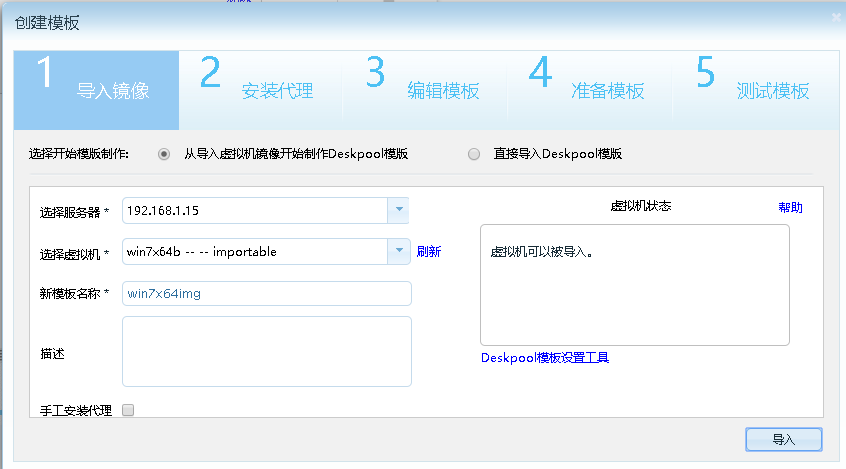 创建模板
1 导入镜像
2 安装代理
3 编辑模板
4 准备模板
5 测试模板
选择开始模版制作: 从导入虚拟机镜像开始制作Deskpool模版 直接导入Deskpool模版
选择服务器 * 192.168.1.15
虚拟机状态 帮助
选择虚拟机 * win7x64b -- -- importable 刷新
虚拟机可以被导入。
新模板名称 * win7x64img
描述
Deskpool模板设置工具
手工安装代理
导入